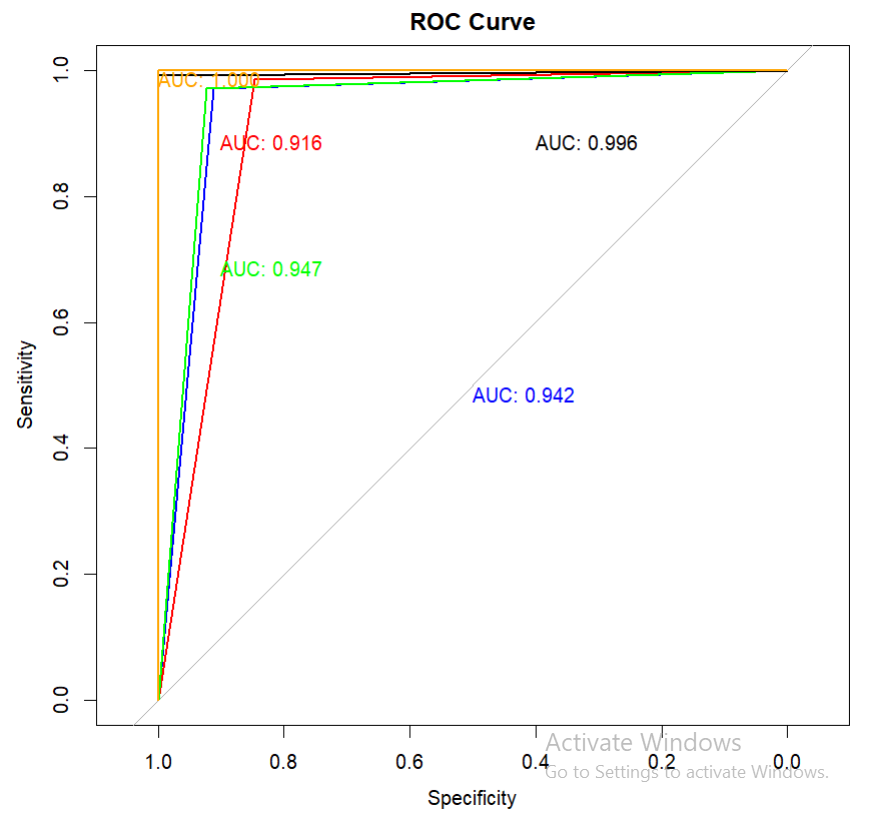 ROC Curve
1.0
0.8
0.6
0.4
0.2
0.0
Sensitivity
AUC: 1.000
AUC: 0.916
AUC: 0.996
AUC: 0.947
AUC: 0.942
1.0
0.8
0.6
0.4
0.2
0.0
Specificity
Activate Windows
Go to Settings to activate Windows.